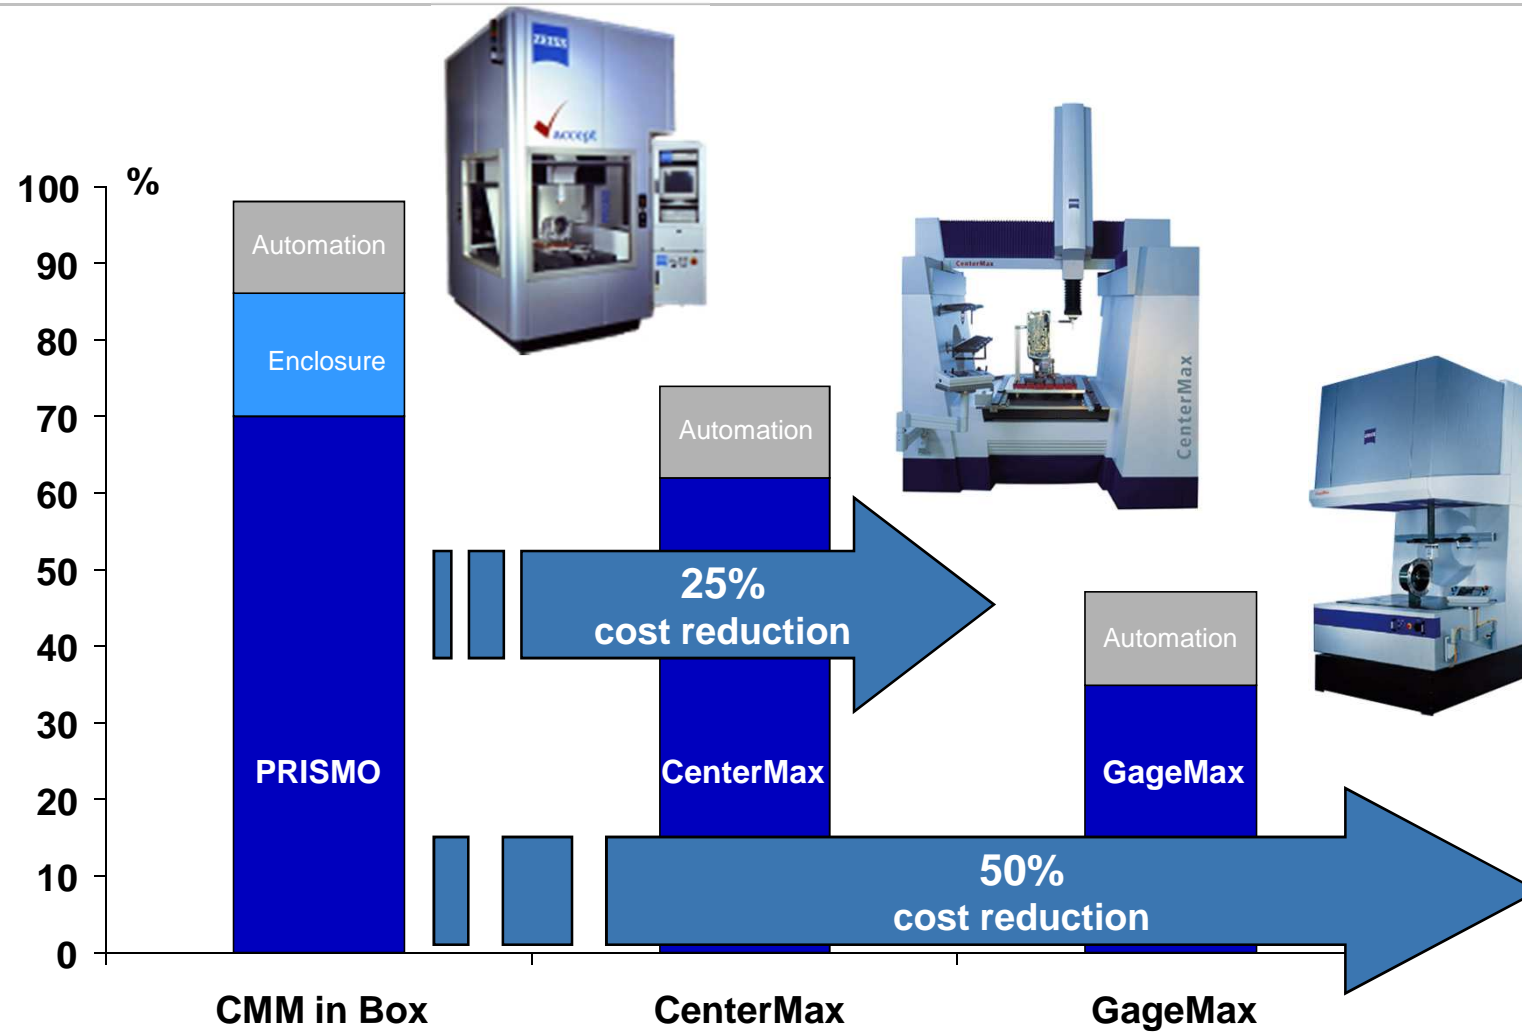 %
100
90
80
70
60
50
40
30
20
10
0
Automation
Enclosure
PRISMO
ZEISS
accept
Automation
CenterMax
CenterMax
CenterMax
Automation
GageMax
25%
cost reduction
50%
cost reduction
CMM in Box
CenterMax
GageMax